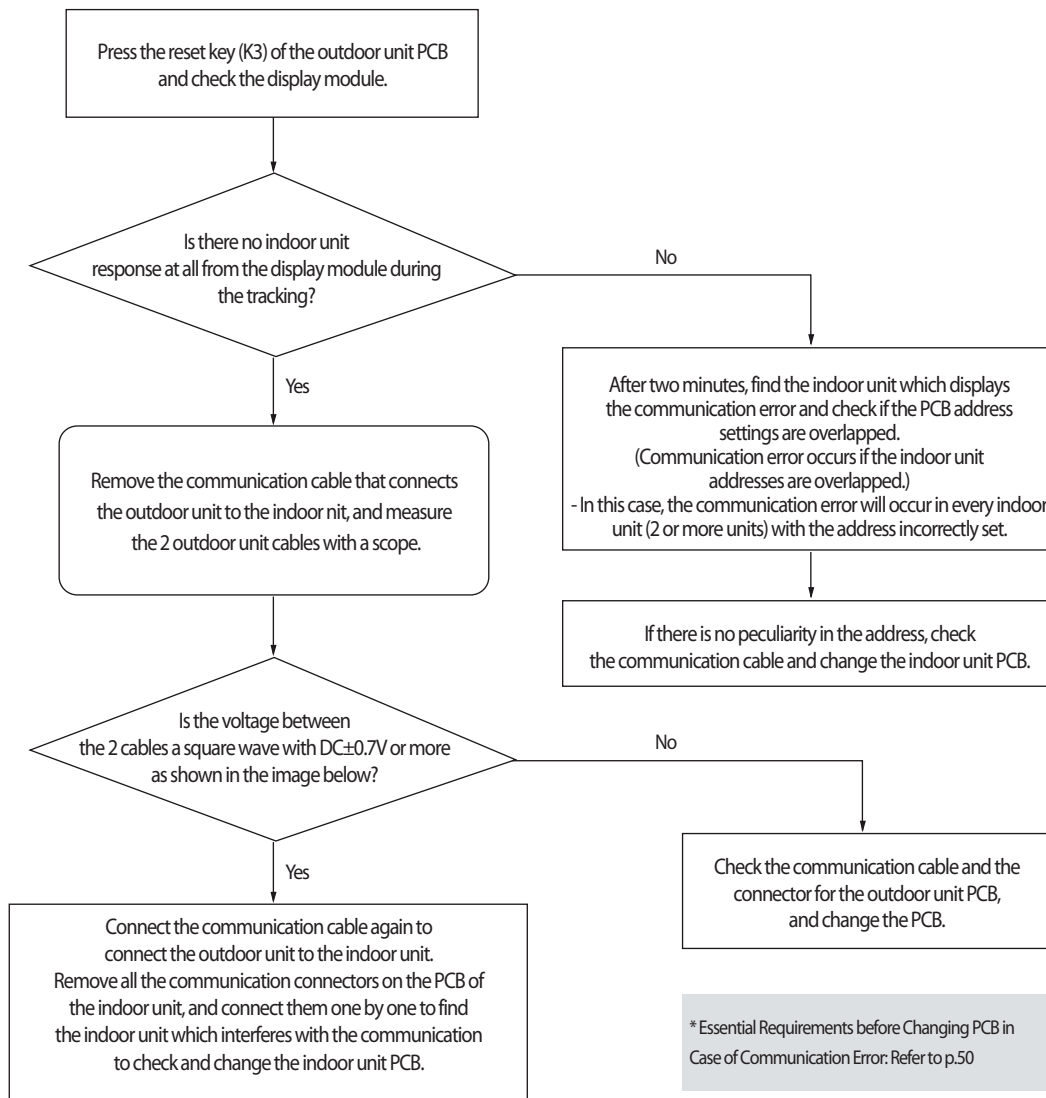 Press the reset key (K3) of the outdoor unit PCB
and check the display module.
Is there no indoor unit
response at all from the display module during
the tracking?
No
Yes
After two minutes, find the indoor unit which displays
the communication error and check if the PCB address
settings are overlapped.
(Communication error occurs if the indoor unit
addresses are overlapped.)
- In this case, the communication error will occur in every indoor
unit (2 or more units) with the address incorrectly set.
Remove the communication cable that connects
the outdoor unit to the indoor nit, and measure
the 2 outdoor unit cables with a scope.
If there is no peculiarity in the address, check
the communication cable and change the indoor unit PCB.
Is the voltage between
the 2 cables a square wave with DC±0.7V or more
as shown in the image below?
No
Yes
Check the communication cable and the
connector for the outdoor unit PCB,
and change the PCB.
Connect the communication cable again to
connect the outdoor unit to the indoor unit.
Remove all the communication connectors on the PCB of
the indoor unit, and connect them one by one to find
the indoor unit which interferes with the communication
to check and change the indoor unit PCB.
* Essential Requirements before Changing PCB in
Case of Communication Error: Refer to p.50